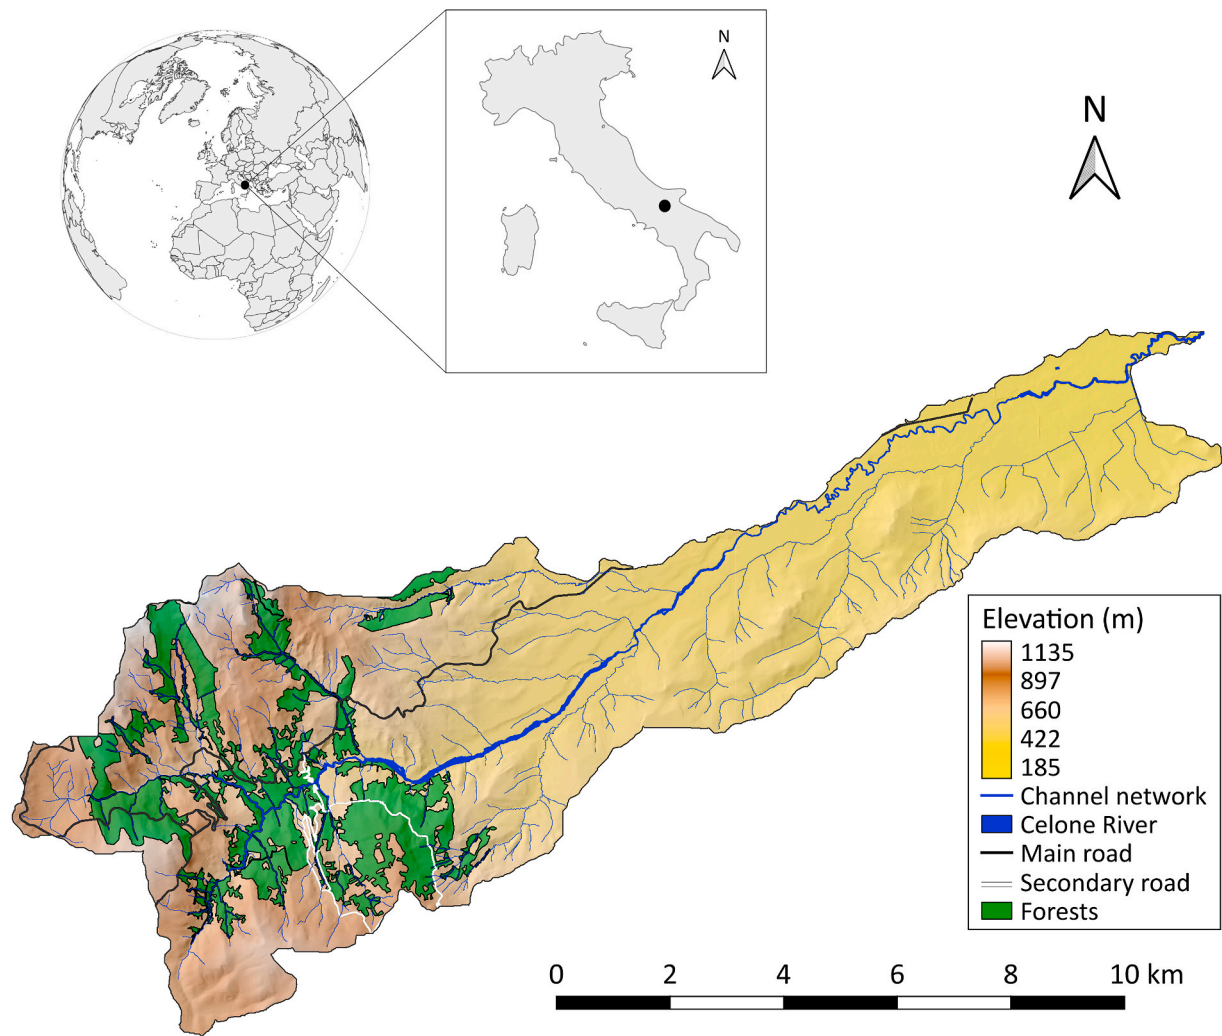 N
N
Elevation (m)
1135
897
660
422
185
Channel network
Celone River
Main road
Secondary road
Forests
0 2 4 6 8 10 km